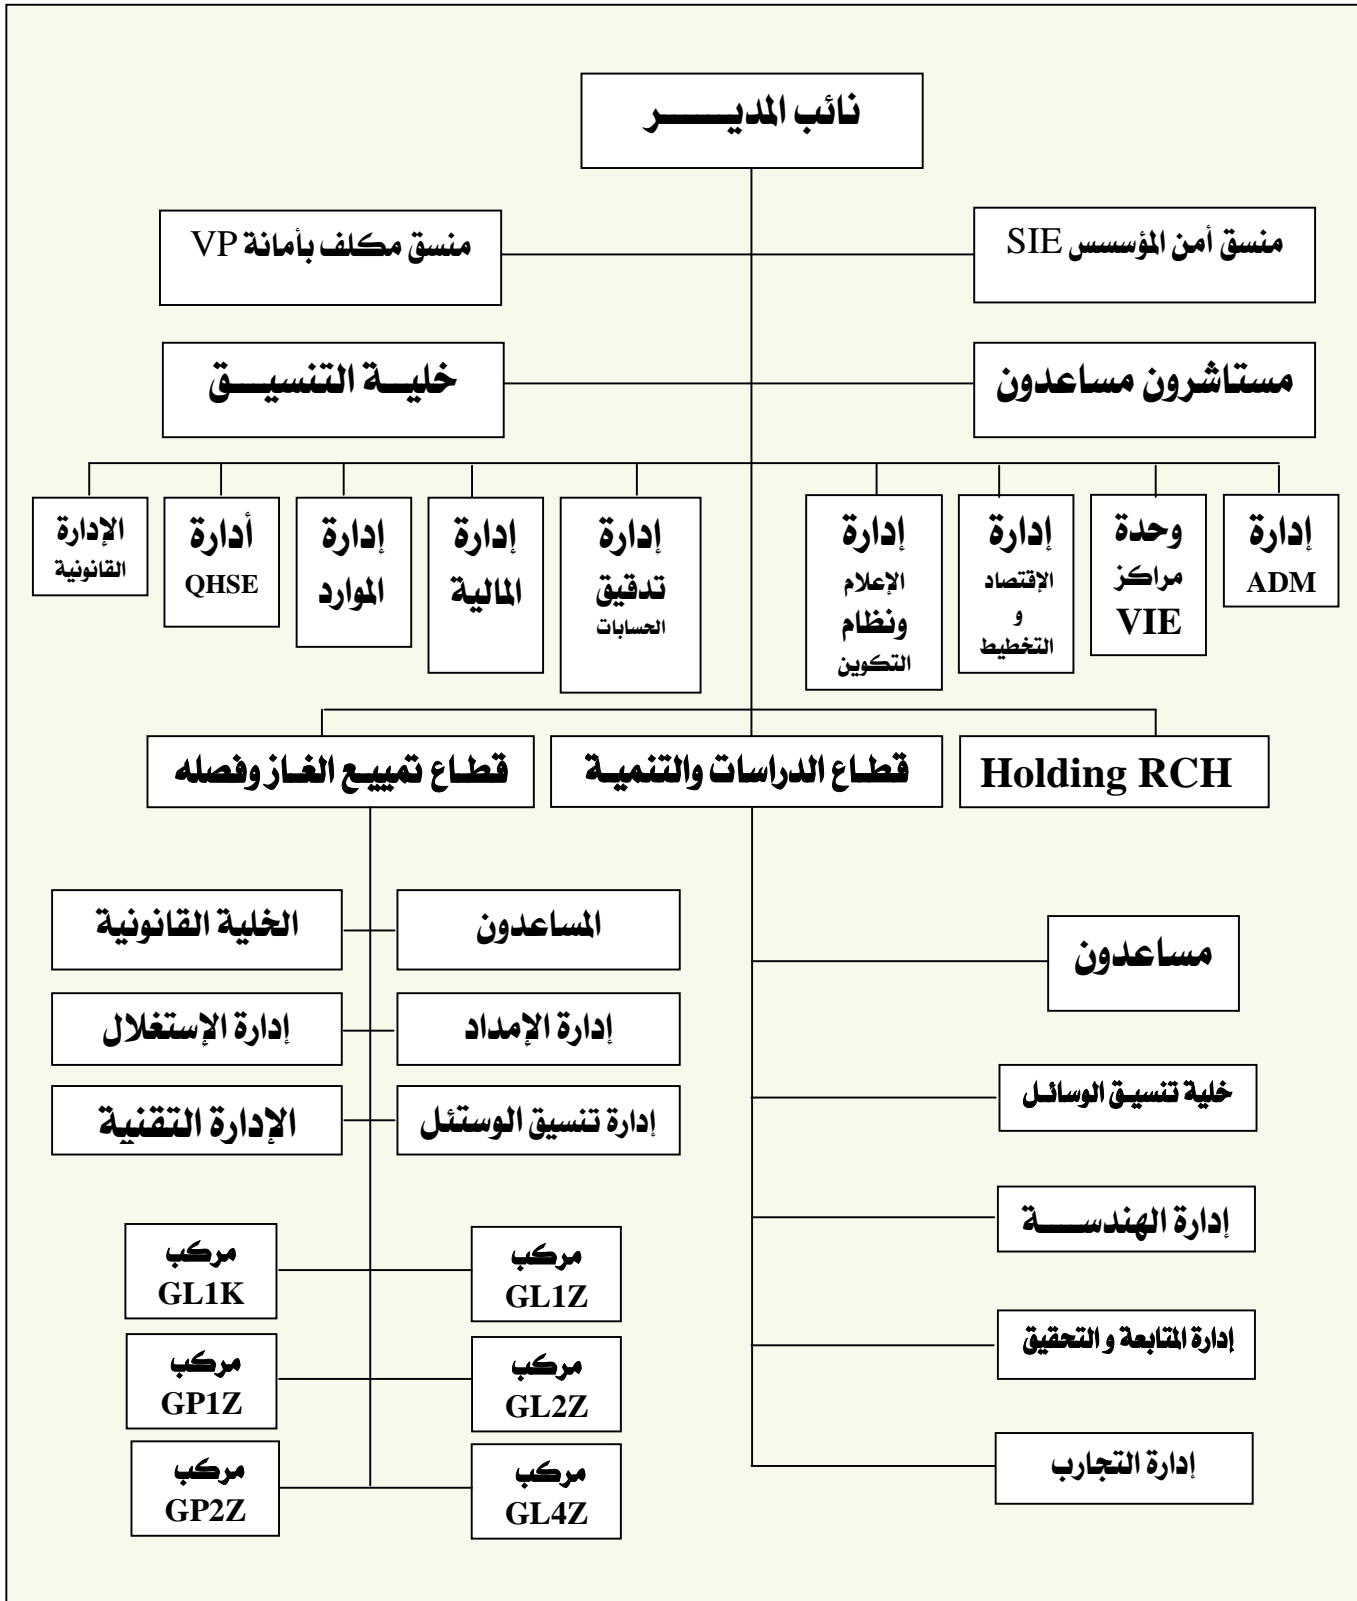 نائب المديـــــــر
منسق أمن المؤسسس SIE
منسق مكلف بأمانة VP
مستاشرون مساعدون
خليـــة التنسيـــق
إدارة
ADM
وحدة
مراكز
VIE
إدارة
الإقتصاد
و
التخطيط
إدارة
الإعلام
ونظام
التكوين
إدارة
تدقيق
الحسابات
إدارة
المالية
إدارة
الموارد
أدارة
QHSE
الإدارة
القانونية
Holding RCH
قطـاع الدراسات والتنميـة
قطـاع تمييـع الغـاز وفصله
المساعدون
الخلية القانونية
إدارة الإمداد
إدارة الإستغلال
إدارة تنسيق الوستئل
الإدارة التقنية
مركب
GL1Z
مركب
GL1K
مركب
GL2Z
مركب
GP1Z
مركب
GL4Z
مركب
GP2Z
مساعدون
خلية تنسيـق الوسائـل
إدارة الهندســــة
إدارة المتابعة و التحقيق
إدارة التجارب